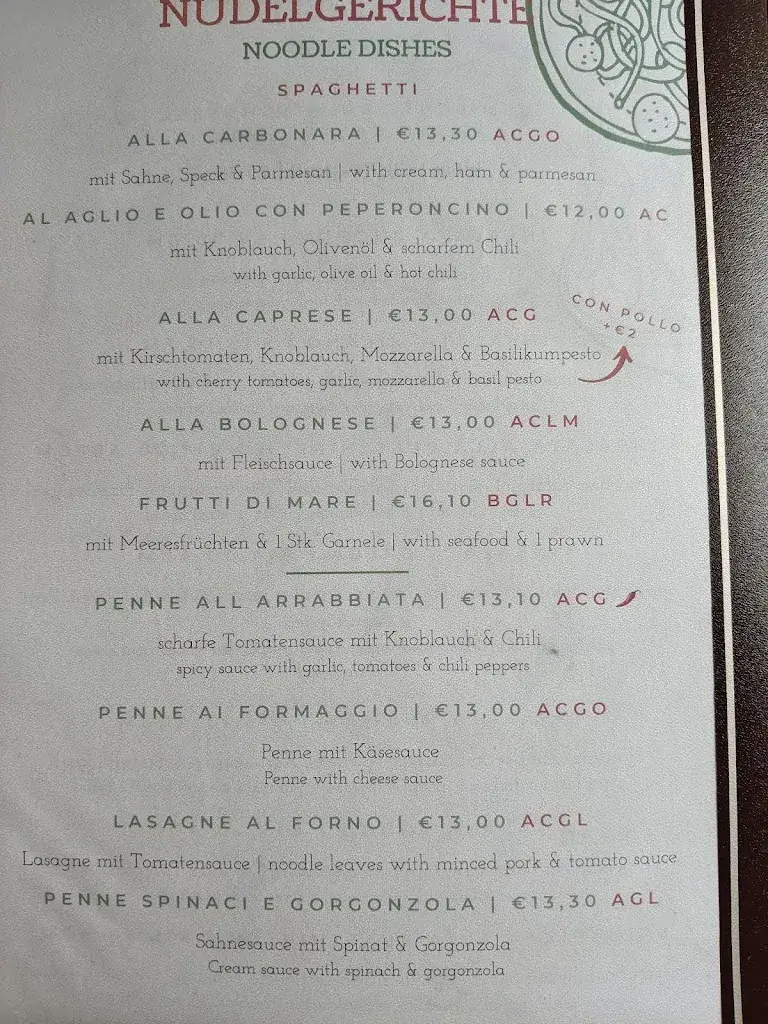 NUDELGERICHTE
NOODLE DISHES
SPAGHETTI
ALLA CARBONARA | €13,30 ACGO
mit Sahne, Speck & Parmesan | with cream, ham & parmesan
AL AGLIO E OLIO CON PEPERONCINO | €12,00 AC
mit Knoblauch, Olivenöl & scharfem Chili
with garlic, olive oil & hot chili
ALLA CAPRESE | €13,00 ACG
CON POLLO
+€2
mit Kirschtomaten, Knoblauch, Mozzarella & Basilikumpesto
with cherry tomatoes, garlic, mozzarella & basil pesto
ALLA BOLOGNESE | €13,00 ACLM
mit Fleischsauce | with Bolognese sauce
FRUTTI DI MARE | €16,10 BGLR
mit Meeresfrüchten & 1 Stk. Garnele | with seafood & 1 prawn
PENNE ALL ARRABBIATA | €13,10 ACG
scharfe Tomatensauce mit Knoblauch & Chili
spicy sauce with garlic, tomatoes & chili peppers
PENNE AI FORMAGGIO | €13,00 ACGO
Penne mit Käsesauce
Penne with cheese sauce
LASAGNE AL FORNO | €13,00 ACGL
Lasagne mit Tomatensauce | noodle leaves with minced pork & tomato sauce
PENNE SPINACI E GORGONZOLA | €13,30 AGL
Sahnesauce mit Spinat & Gorgonzola
Cream sauce with spinach & gorgonzola